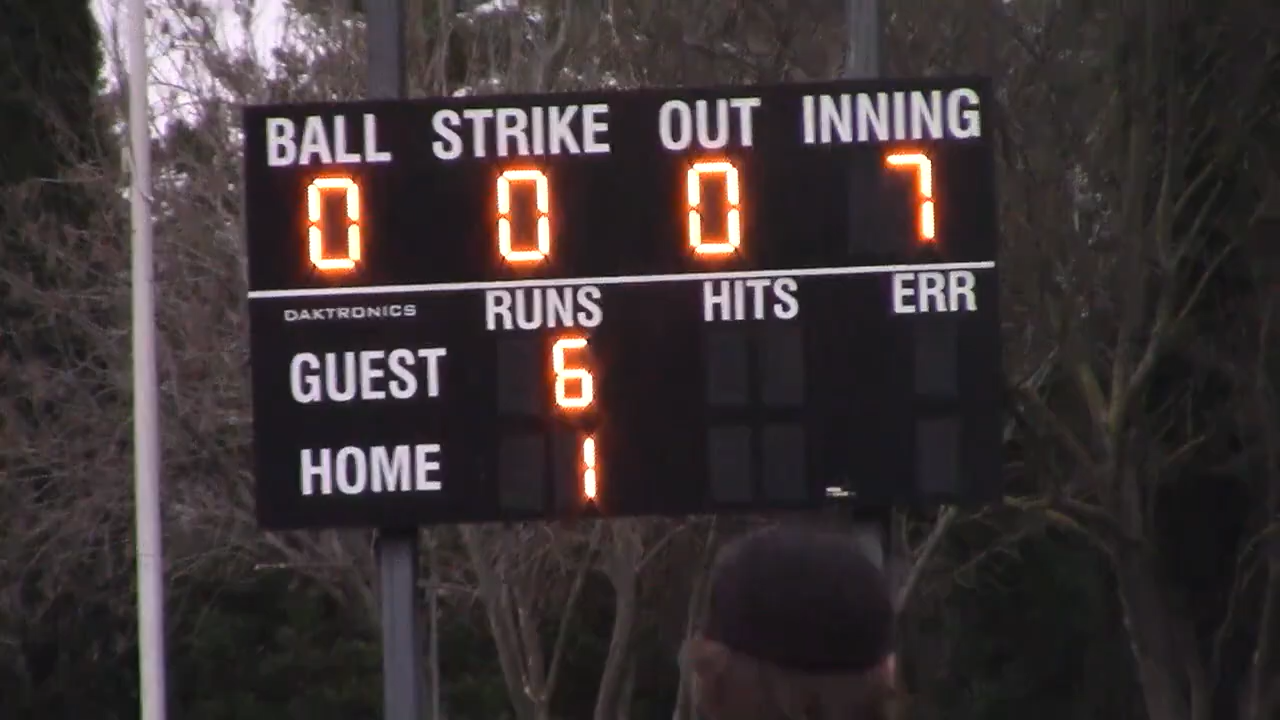 BALL STRIKE OUT INNING
0 0 0 7
DAKTRONICS RUNS HITS ERR
GUEST 6
HOME 1